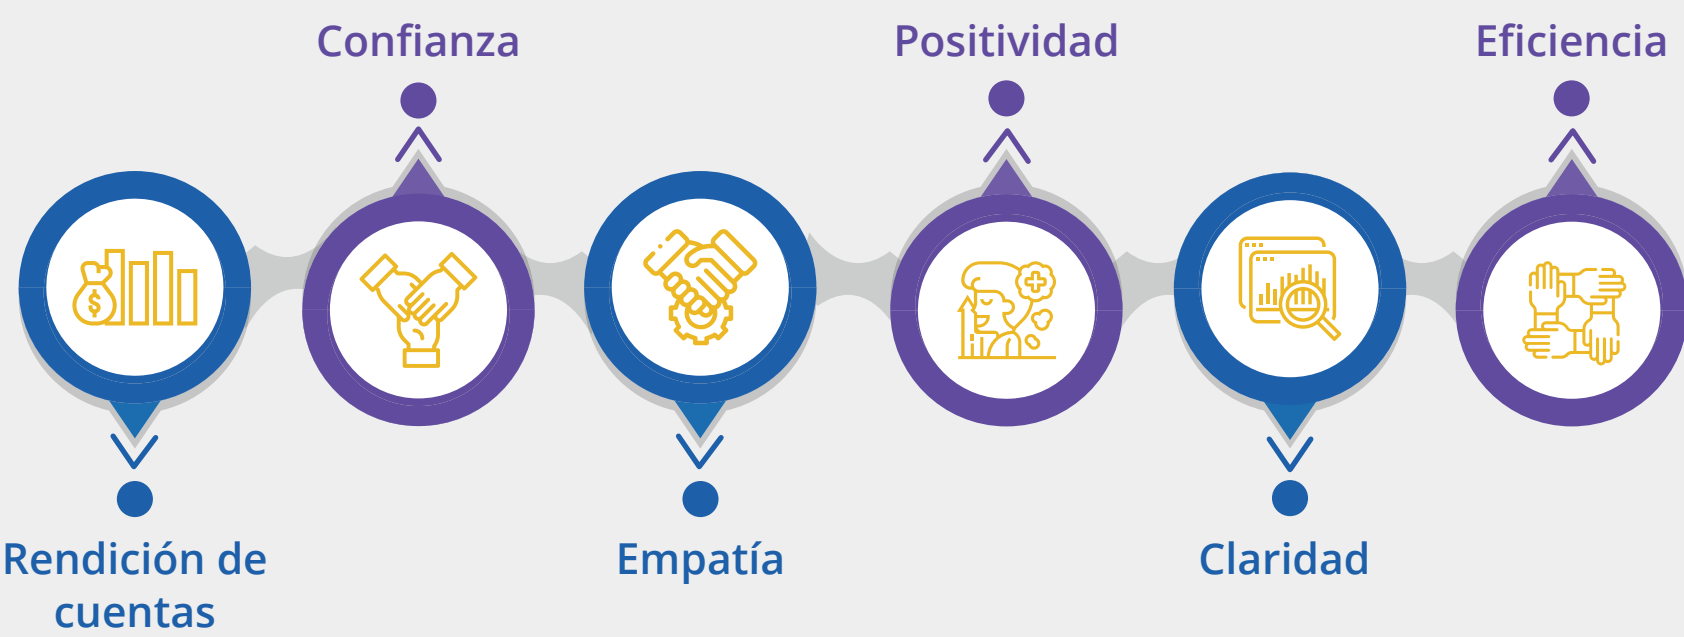 Confianza
Positividad
Eficiencia
Rendición de
cuentas
Empatía
Claridad